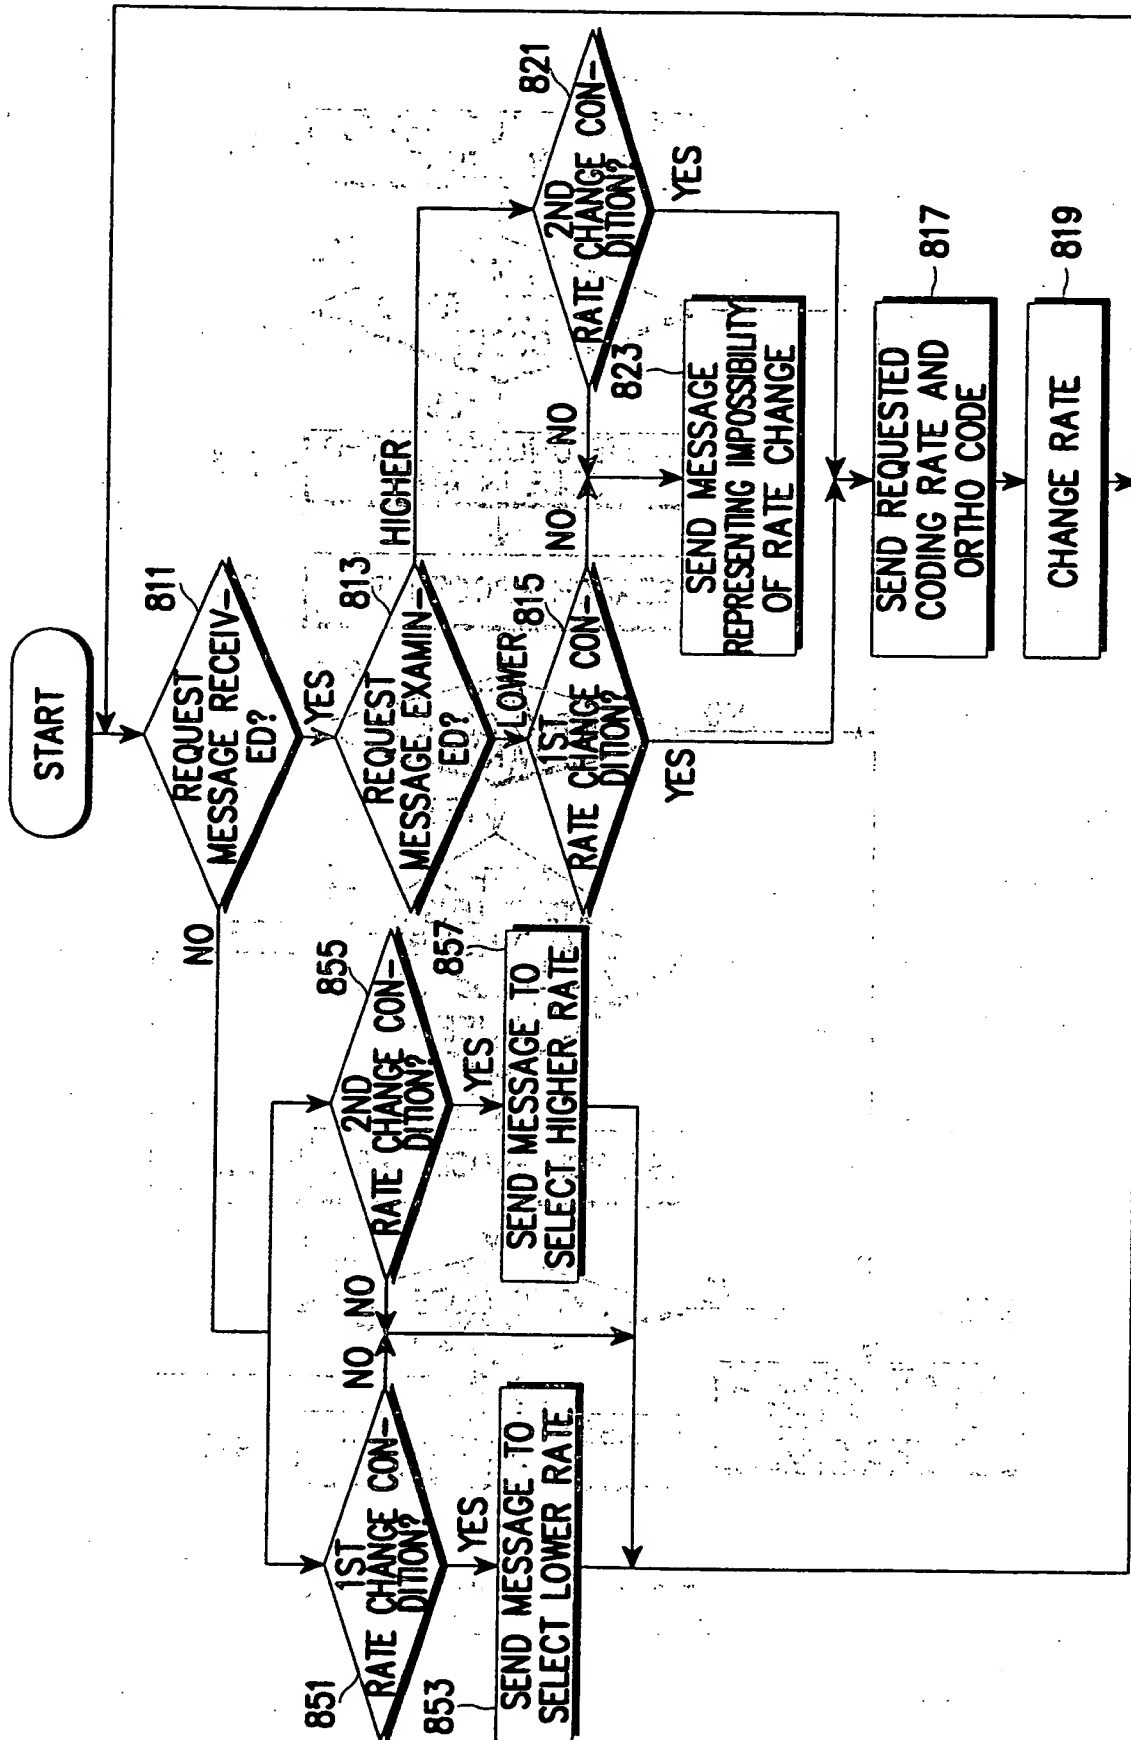 START
811
REQUEST
MESSAGE RECEIV-
ED?
NO
YES
813
REQUEST
MESSAGE EXAMIN-
ED?
HIGHER
LOWER
851
1ST
RATE CHANGE CON-
DITION?
NO
YES
853
SEND MESSAGE TO
SELECT LOWER RATE
855
2ND
RATE CHANGE CON-
DITION?
NO
YES
857
SEND MESSAGE TO
SELECT HIGHER RATE
815
1ST
RATE CHANGE CON-
DITION?
NO
YES
821
2ND
RATE CHANGE CON-
DITION?
NO
YES
823
SEND MESSAGE
REPRESENTING IMPOSSIBILITY
OF RATE CHANGE
817
SEND REQUESTED
CODING RATE AND
ORTHO CODE
819
CHANGE RATE